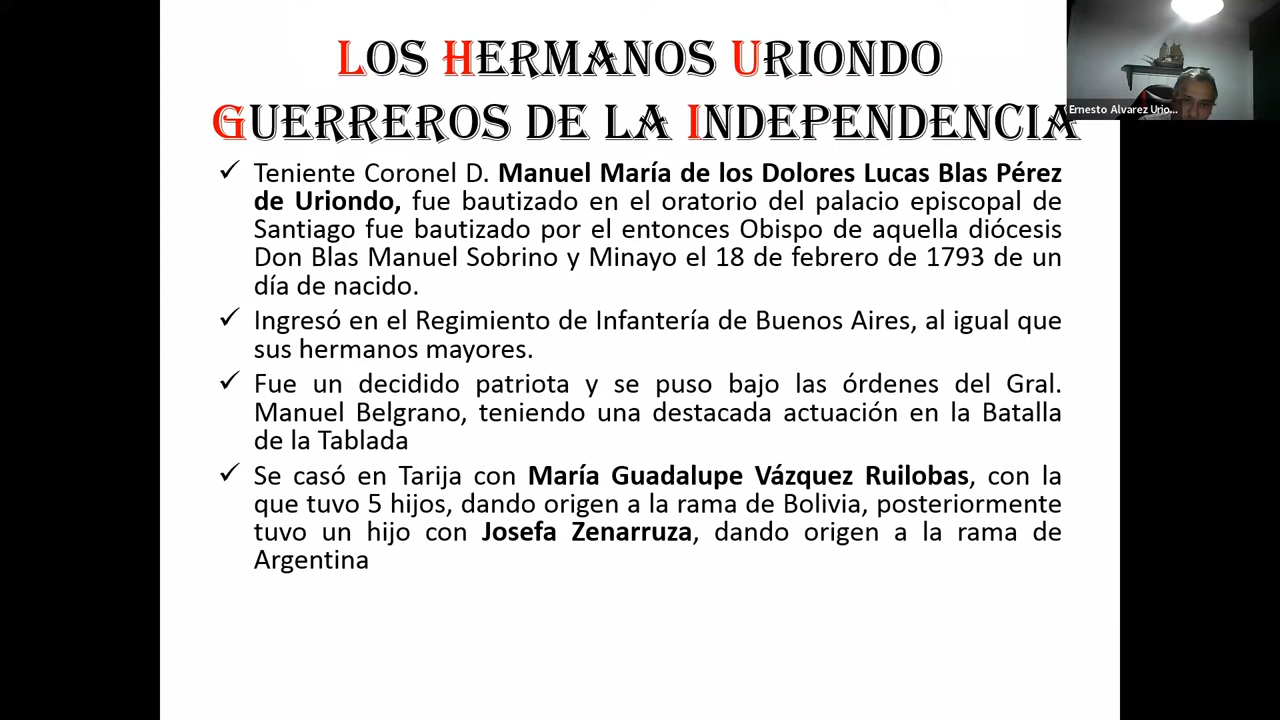 LOS HERMANOS URIONDO
GUERREROS DE LA INDEPENDENCIA
Ernesto Alvarez Urio...
✓ Teniente Coronel D. Manuel María de los Dolores Lucas Blas Pérez
de Uriondo, fue bautizado en el oratorio del palacio episcopal de
Santiago fue bautizado por el entonces Obispo de aquella diócesis
Don Blas Manuel Sobrino y Minayo el 18 de febrero de 1793 de un
día de nacido.
✓ Ingresó en el Regimiento de Infantería de Buenos Aires, al igual que
sus hermanos mayores.
✓ Fue un decidido patriota y se puso bajo las órdenes del Gral.
Manuel Belgrano, teniendo una destacada actuación en la Batalla
de la Tablada
✓ Se casó en Tarija con María Guadalupe Vázquez Ruilobas, con la
que tuvo 5 hijos, dando origen a la rama de Bolivia, posteriormente
tuvo un hijo con Josefa Zenarruza, dando origen a la rama de
Argentina